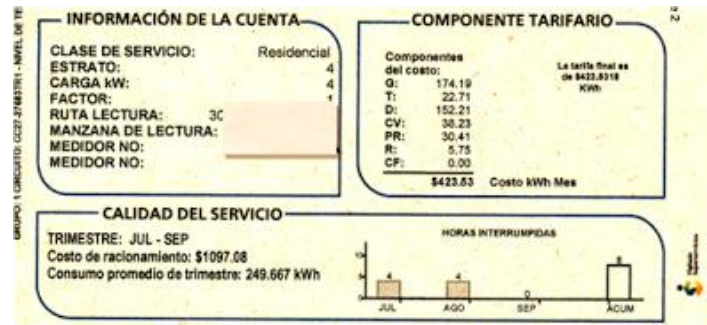 INFORMACIÓN DE LA CUENTA
CLASE DE SERVICIO: Residencial
ESTRATO: 4
CARGA kW: 4
FACTOR: 1
RUTA LECTURA: 30
MANZANA DE LECTURA:
MEDIDOR NO:
MEDIDOR NO:
COMPONENTE TARIFARIO
Componentes
del costo:
G: 174.19
T: 22.71
D: 152.21
CV: 38.23
PR: 30.41
R: 5.75
CF: 0.00
$423.53 Costo kWh Mes
La tarifa final es
de $423.5318
KWh
CALIDAD DEL SERVICIO
TRIMESTRE: JUL - SEP
Costo de racionamiento: $1097.08
Consumo promedio de trimestre: 249.667 kWh
HORAS INTERRUMPIDAS
10
5
4 4 0 8
JUL AGO SEP ACUM